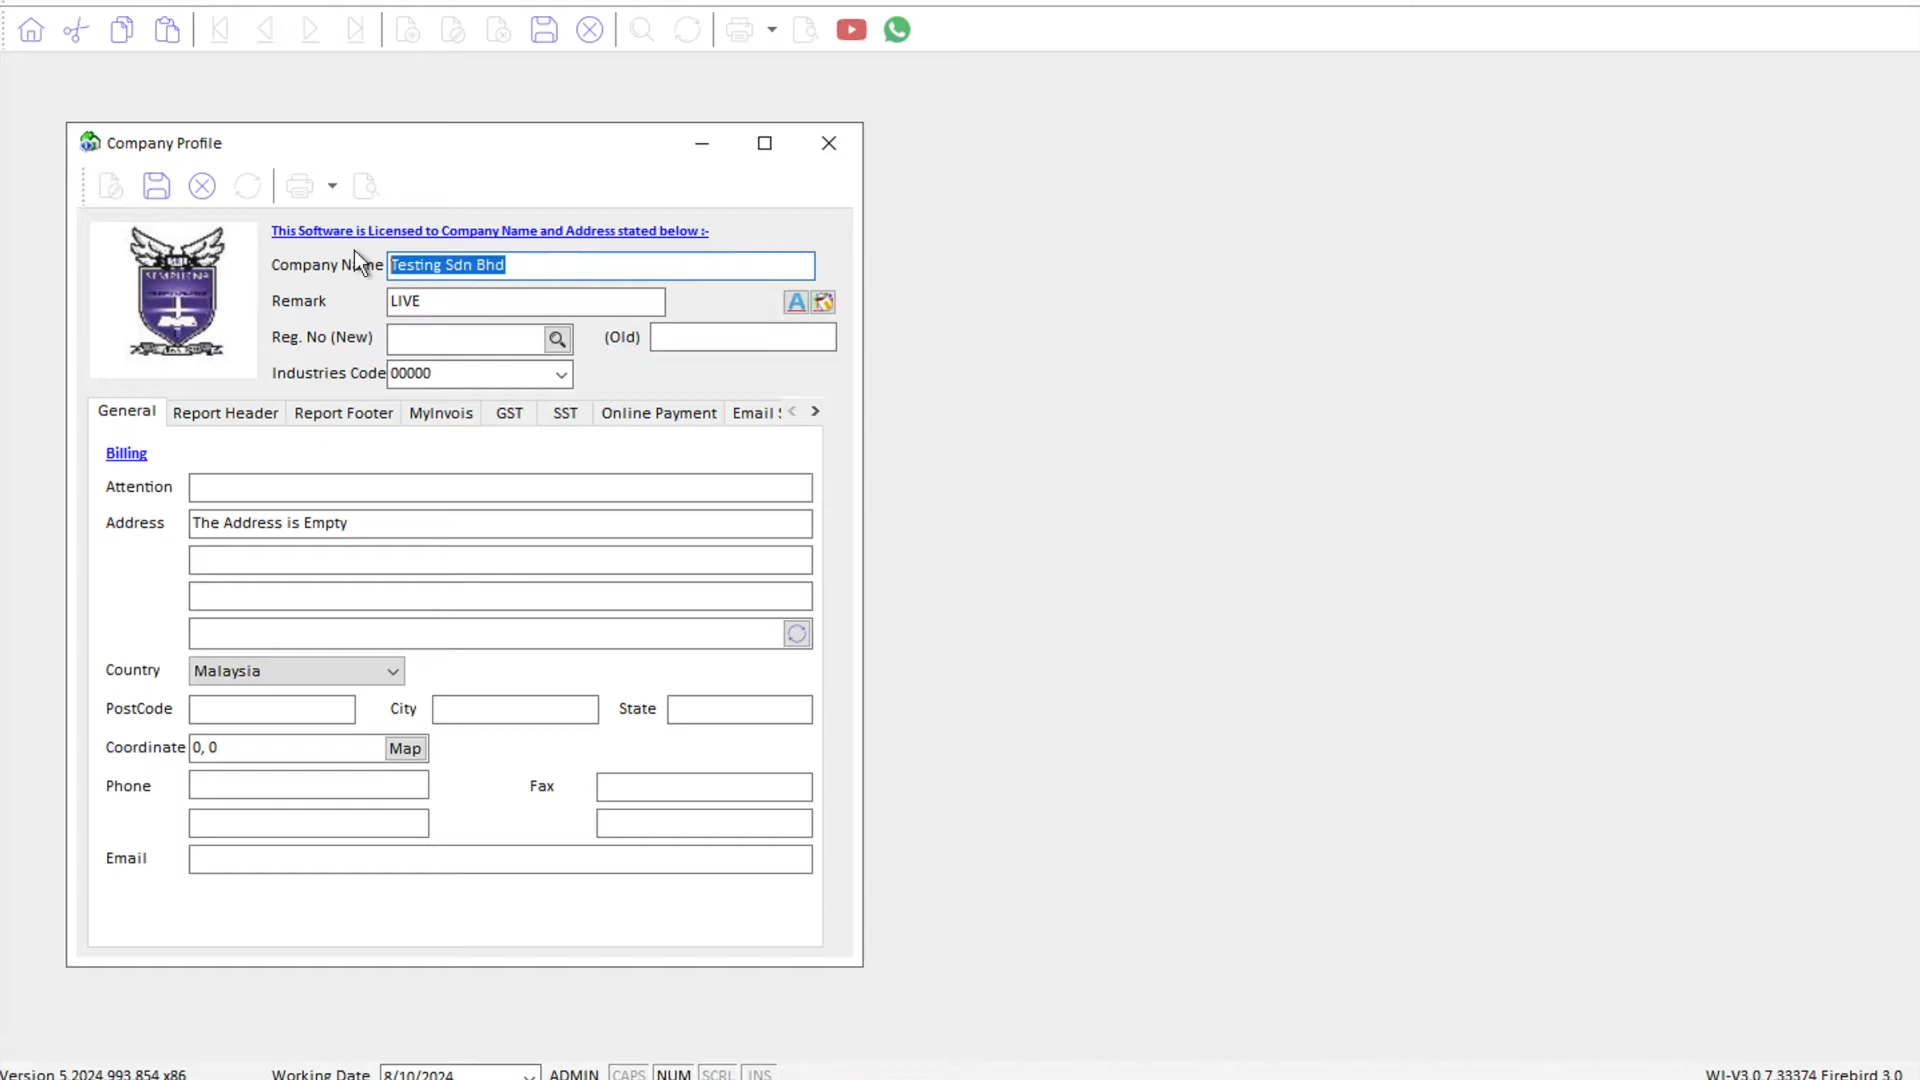 Company Profile
This Software is Licensed to Company Name and Address stated below :-
Company Name Testing Sdn Bhd
Remark LIVE
A
Reg. No (New) (Old)
Industries Code 00000
General Report Header Report Footer MyInvois GST SST Online Payment Email
Billing
Attention
Address The Address is Empty
Country Malaysia
PostCode City State
Coordinate 0, 0 Map
Phone Fax
Email
Version 5.2024.993.854 x86 Working Date 8/10/2024 ADMIN CAPS NUM SCRL INS WI-V3.0.7.33374 Firebird 3.0